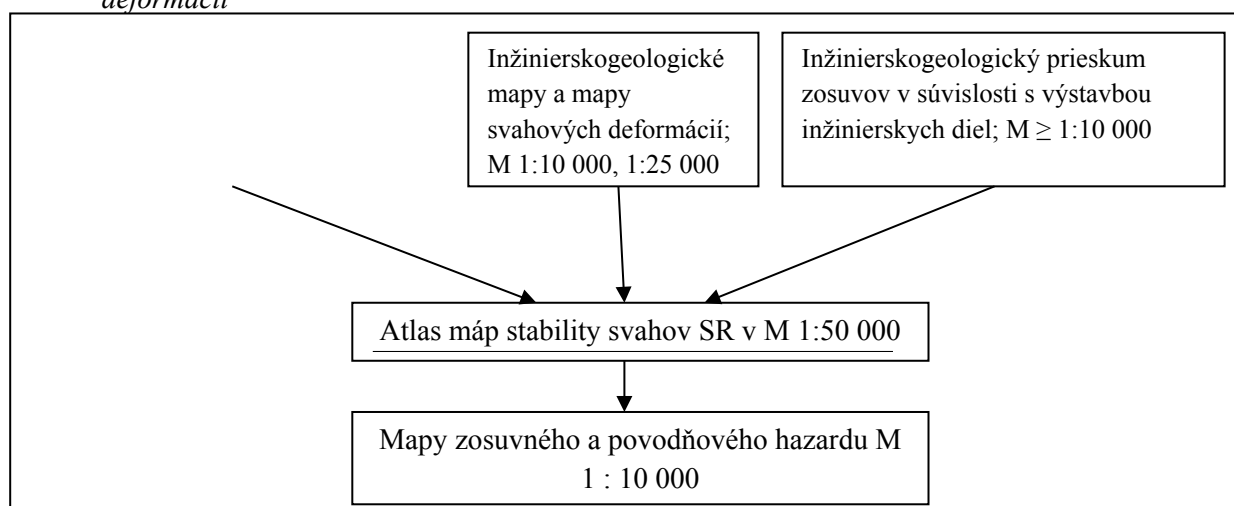 deformácií
Inžinierskogeologické
mapy a mapy
svahových deformácií;
M 1:10 000, 1:25 000
Inžinierskogeologický prieskum
zosuvov v súvislosti s výstavbou
inžinierskych diel; M ≥ 1:10 000
Atlas máp stability svahov SR v M 1:50 000
Mapy zosuvného a povodňového hazardu M
1 : 10 000